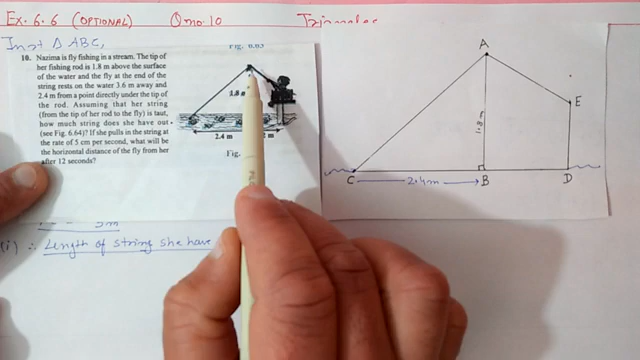 Ex. 6.6 (OPTIONAL) Q no. 10 Triangles
In rt Δ ABC,
Fig. 6.63
10. Nazima is fly fishing in a stream. The tip of
her fishing rod is 1.8 m above the surface
of the water and the fly at the end of the
string rests on the water 3.6 m away and
2.4 m from a point directly under the tip of
the rod. Assuming that her string
(from the tip of her rod to the fly) is taut,
how much string does she have out
(see Fig. 6.64)? If she pulls in the string at
the rate of 5 cm per second, what will be
the horizontal distance of the fly from her
after 12 seconds?
1.8
2.4 m
Fig.
A
E
1.8m
C
2.4m
B
D
3m
(i) ∴ Length of string she have